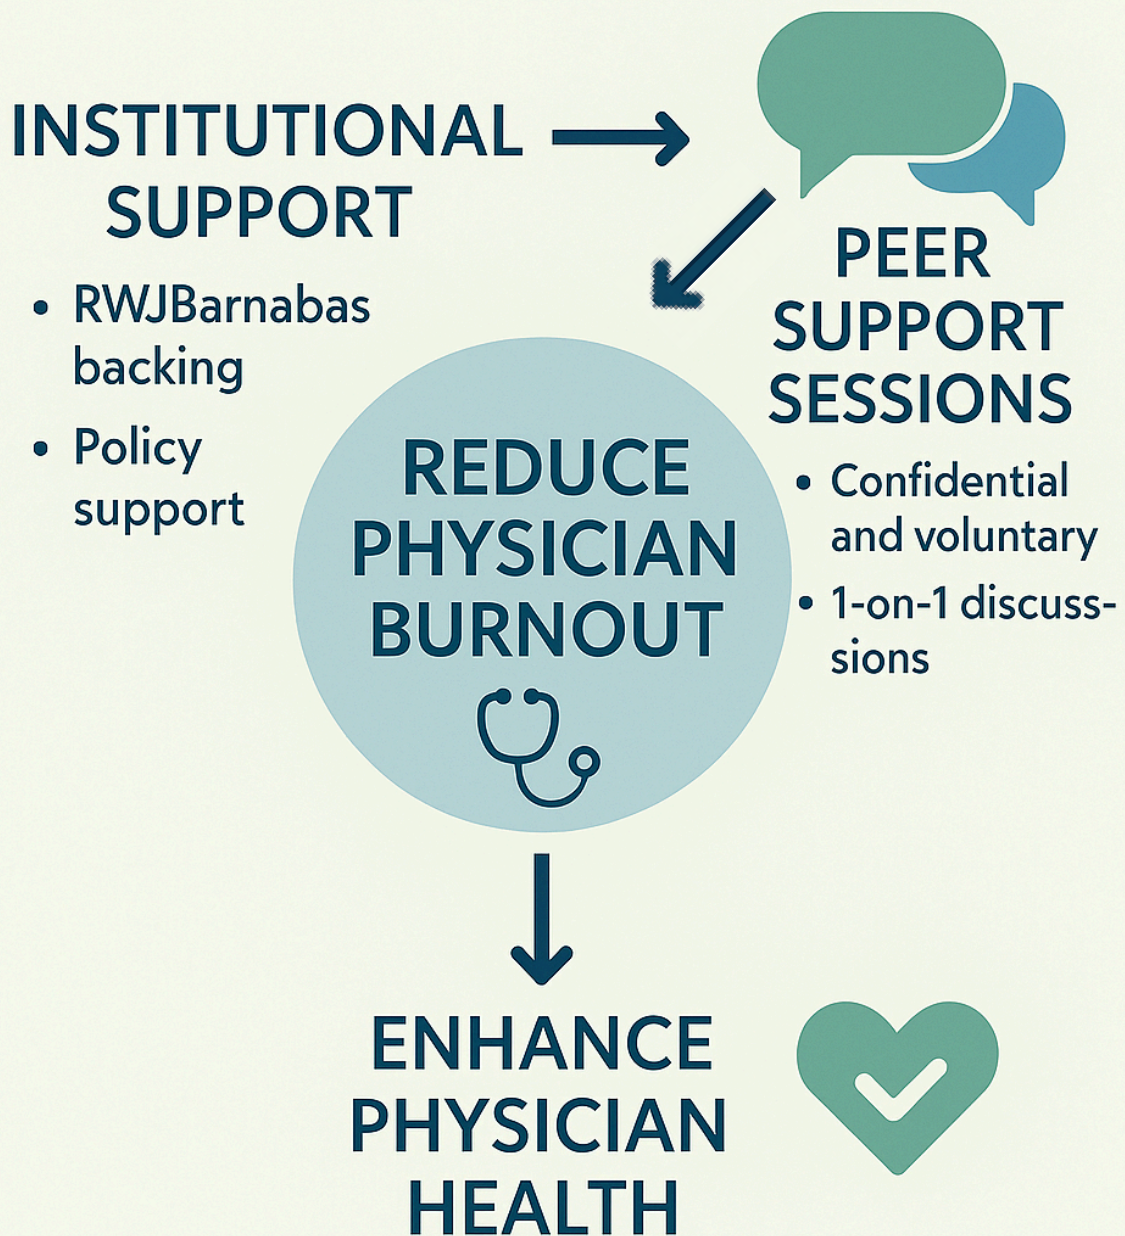 INSTITUTIONAL
SUPPORT
• RWJBarnabas
backing
• Policy
support
PEER
SUPPORT
SESSIONS
• Confidential
and voluntary
• 1-on-1 discuss-
sions
REDUCE
PHYSICIAN
BURNOUT
ENHANCE
PHYSICIAN
HEALTH